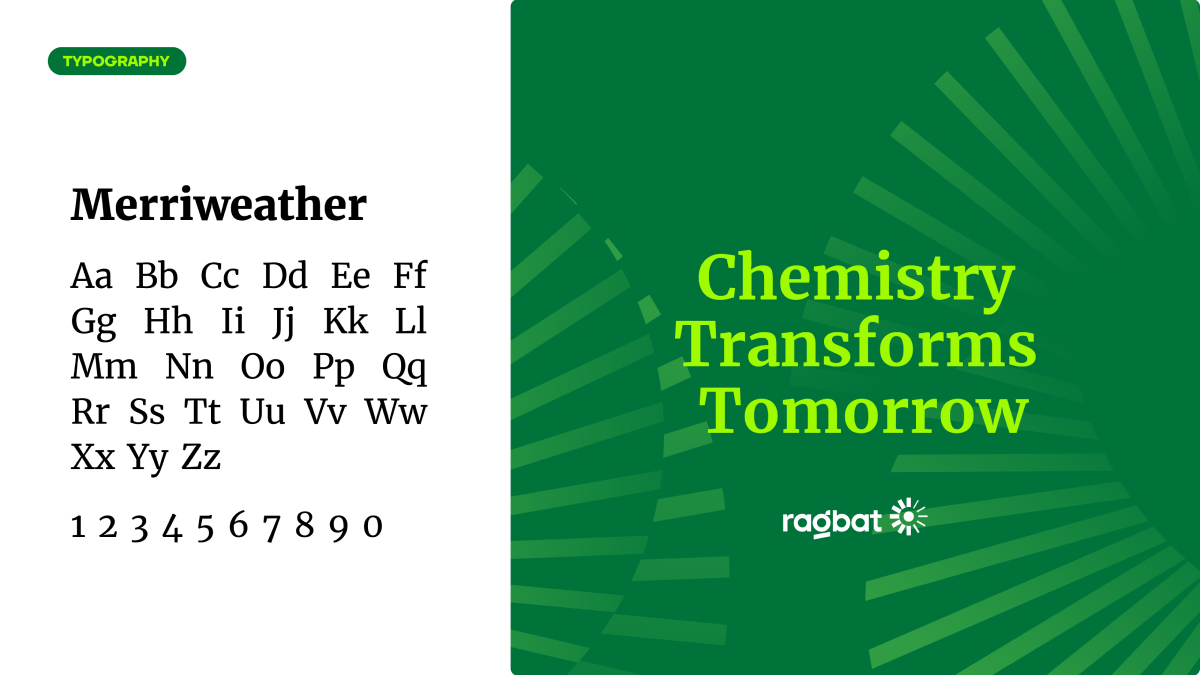 TYPOGRAPHY
Merriweather
Aa Bb Cc Dd Ee Ff
Gg Hh Ii Jj Kk Ll
Mm Nn Oo Pp Qq
Rr Ss Tt Uu Vv Ww
Xx Yy Zz
1 2 3 4 5 6 7 8 9 0
Chemistry
Transforms
Tomorrow
ragbat